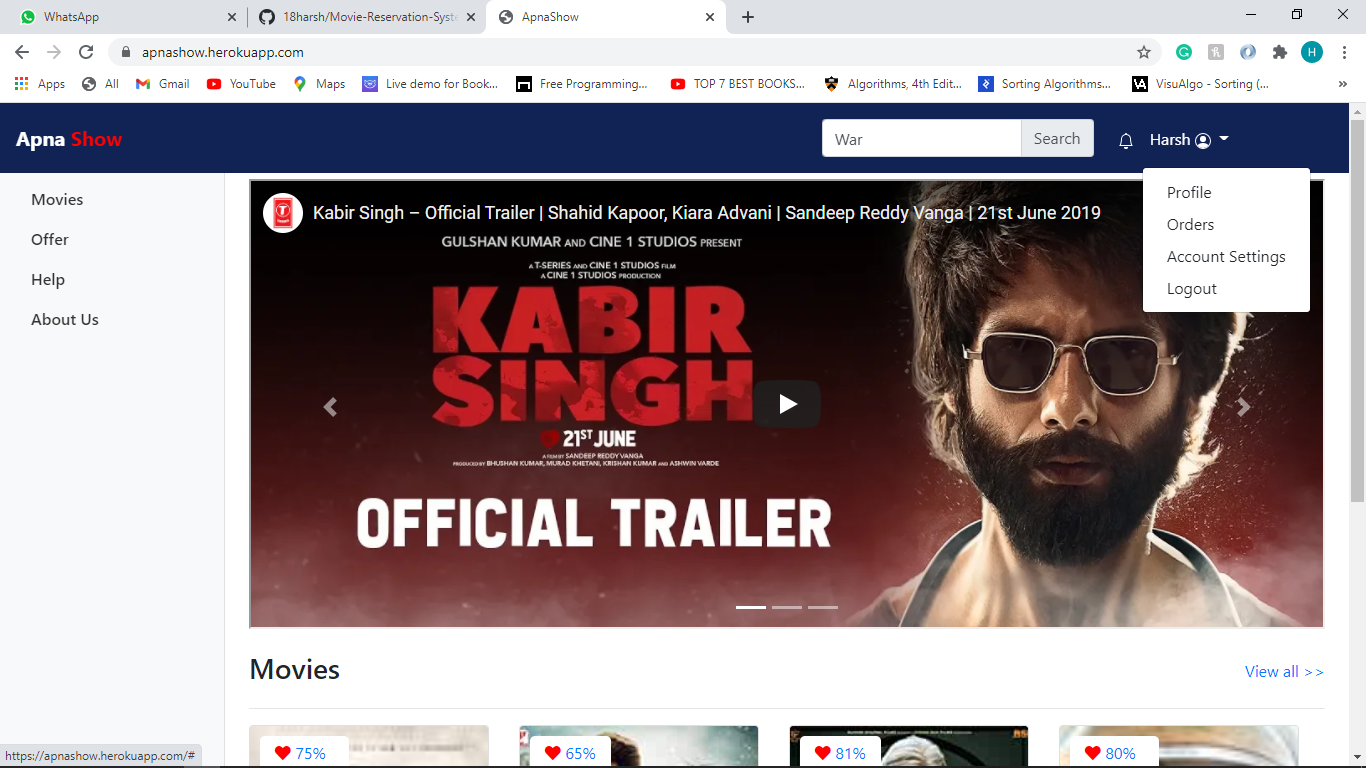 WhatsApp
18harsh/Movie-Reservation-Syste
ApnaShow
apnashow.herokuapp.com
H
Apps
All
Gmail
YouTube
Maps
Live demo for Book...
Free Programming...
TOP 7 BEST BOOKS...
Algorithms, 4th Edit...
Sorting Algorithms...
VisuAlgo - Sorting (...
»
Apna Show
War
Search
Harsh
Profile
Orders
Account Settings
Logout
Movies
Offer
Help
About Us
Kabir Singh – Official Trailer | Shahid Kapoor, Kiara Advani | Sandeep Reddy Vanga | 21st June 2019
GULSHAN KUMAR AND CINE 1 STUDIOS PRESENT
A T-SERIES AND CINE 1 STUDIOS FILM
A CINE 1 STUDIOS PRODUCTION
KABIR
SINGH
21ST JUNE
A FILM BY SANDEEP REDDY VANGA
PRODUCED BY BHUSHAN KUMAR, MURAD KHETANI, KRISHAN KUMAR AND ASHWIN VARDE
OFFICIAL TRAILER
Movies
View all >>
75%
65%
81%
80%
https://apnashow.herokuapp.com/#